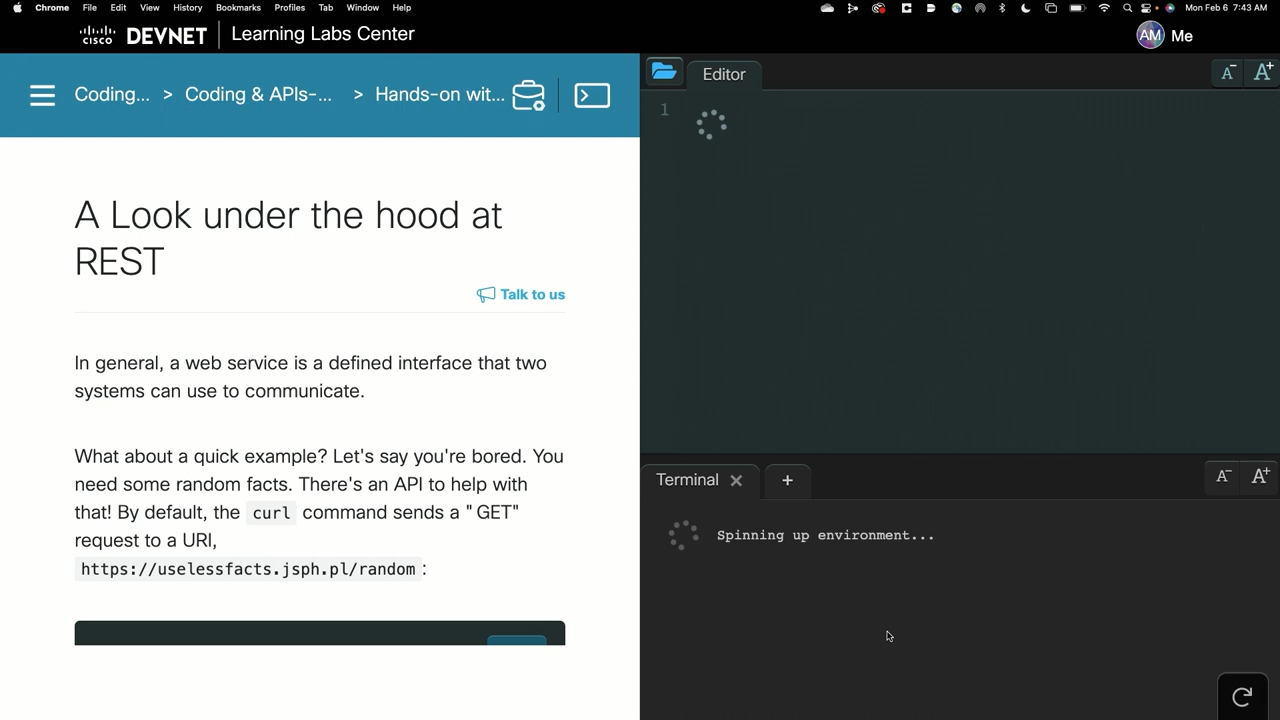 Chrome File Edit View History Bookmarks Profiles Tab Window Help Mon Feb 6 7:43 AM
CISCO DEVNET Learning Labs Center AM Me
Coding... > Coding & APIs-... > Hands-on wit...
Editor A- A+
1
A Look under the hood at
REST
Talk to us
In general, a web service is a defined interface that two
systems can use to communicate.
What about a quick example? Let's say you're bored. You
need some random facts. There's an API to help with
that! By default, the curl command sends a "GET"
request to a URI,
https://uselessfacts.jsph.pl/random:
Terminal × + A- A+
Spinning up environment...